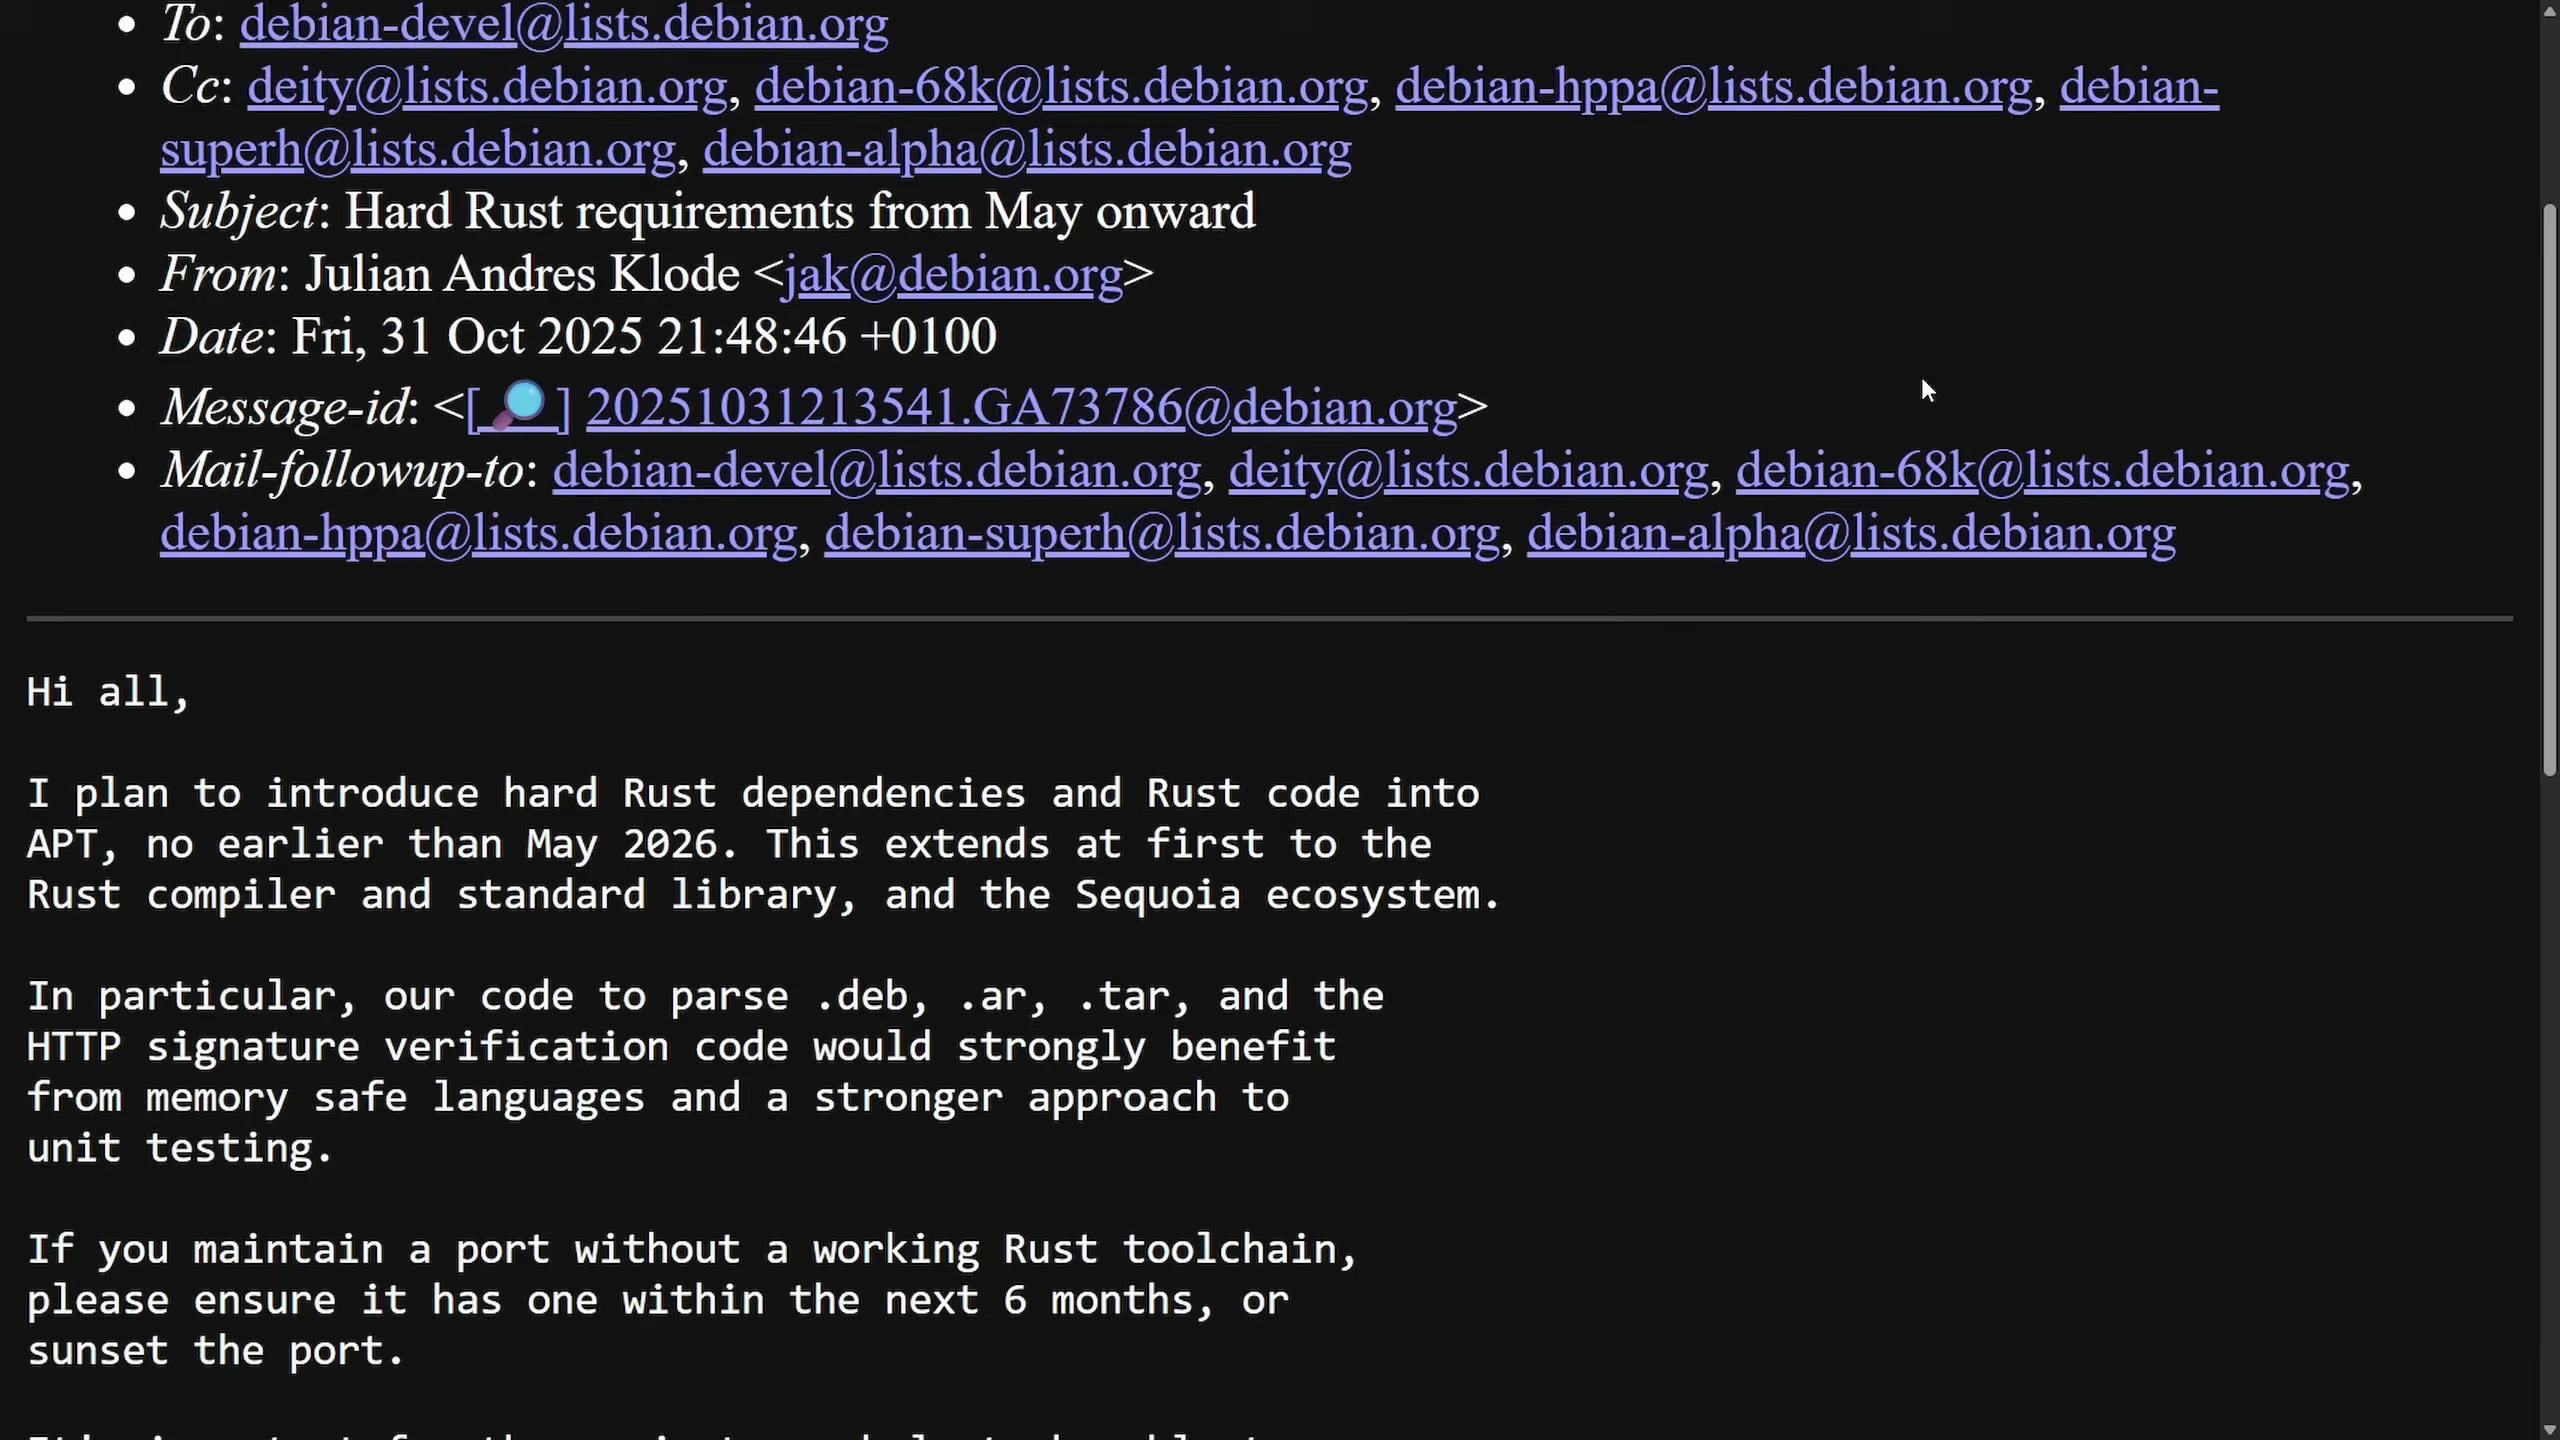 To: debian-devel@lists.debian.org
Cc: deity@lists.debian.org, debian-68k@lists.debian.org, debian-hppa@lists.debian.org, debian-
superh@lists.debian.org, debian-alpha@lists.debian.org
Subject: Hard Rust requirements from May onward
From: Julian Andres Klode <jak@debian.org>
Date: Fri, 31 Oct 2025 21:48:46 +0100
Message-id: <[🔎] 20251031213541.GA73786@debian.org>
Mail-followup-to: debian-devel@lists.debian.org, deity@lists.debian.org, debian-68k@lists.debian.org,
debian-hppa@lists.debian.org, debian-superh@lists.debian.org, debian-alpha@lists.debian.org
Hi all,
I plan to introduce hard Rust dependencies and Rust code into
APT, no earlier than May 2026. This extends at first to the
Rust compiler and standard library, and the Sequoia ecosystem.
In particular, our code to parse .deb, .ar, .tar, and the
HTTP signature verification code would strongly benefit
from memory safe languages and a stronger approach to
unit testing.
If you maintain a port without a working Rust toolchain,
please ensure it has one within the next 6 months, or
sunset the port.